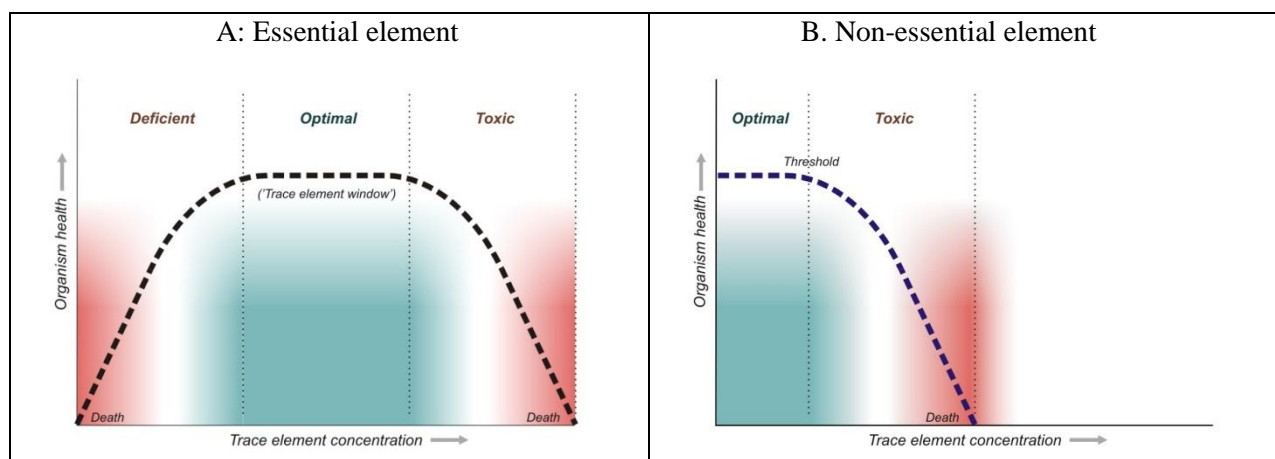 A: Essential element
Deficient
Optimal
Toxic
('Trace element window')
Organism health
Death
Death
Trace element concentration
B. Non-essential element
Optimal
Toxic
Threshold
Organism health
Death
Trace element concentration